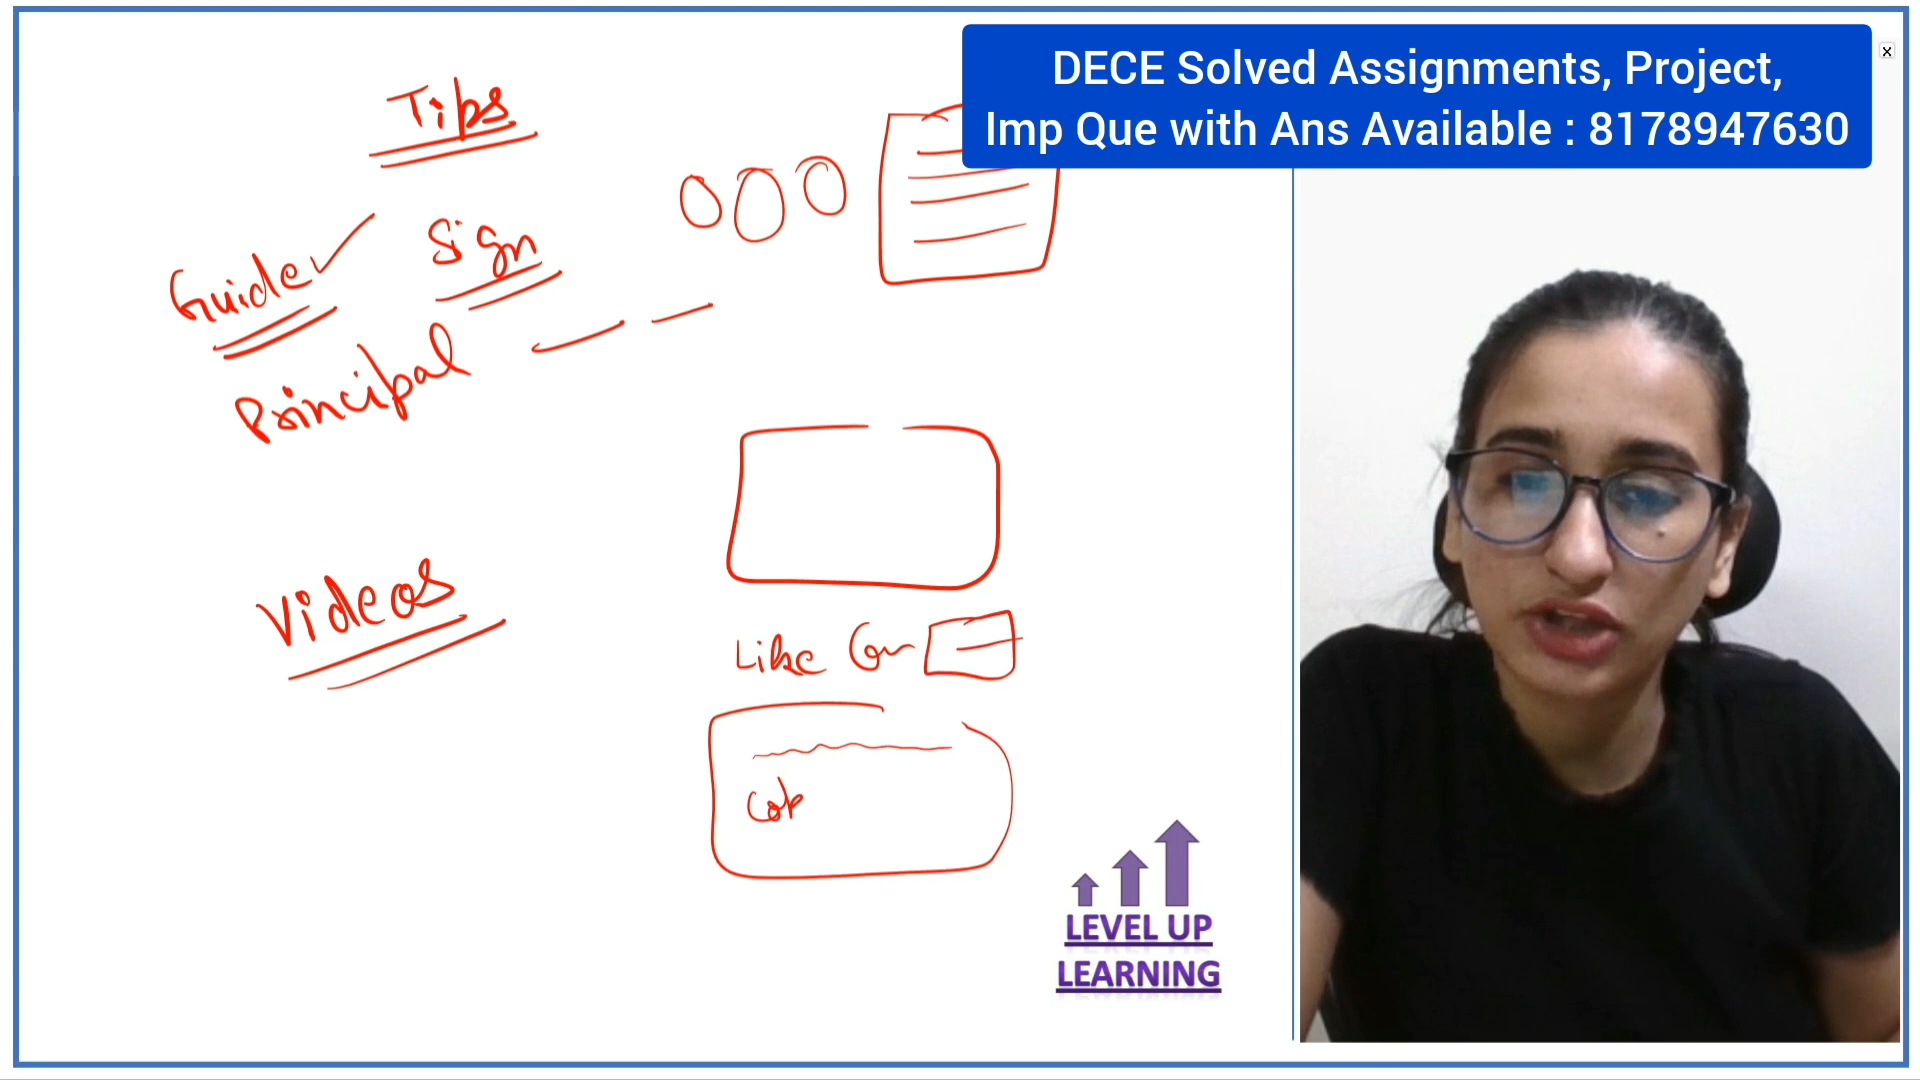 DECE Solved Assignments, Project,
Imp Que with Ans Available : 8178947630
Tips
Guide
Sign
Principal
Videos
Like
LEVEL UP
LEARNING